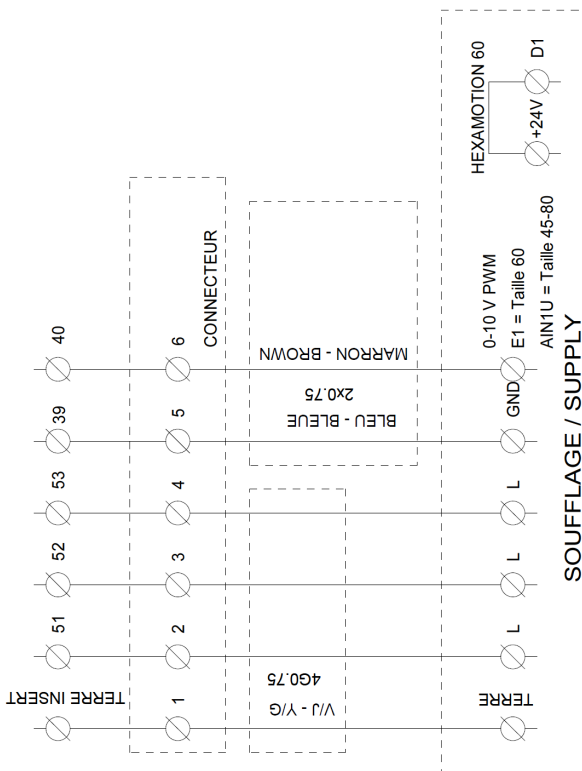 HEXAMOTION 60
+24V
D1
40
39
53
52
51
TERRE INSERT
6
5
4
3
2
1
CONNECTEUR
MARRON - BROWN
2x0.75
BLEU - BLEUE
4G0.75
V/J - Y/G
0-10 V PWM
E1 = Taille 60
AIN1U = Taille 45-80
GND
L
L
L
TERRE
SOUFFLAGE / SUPPLY